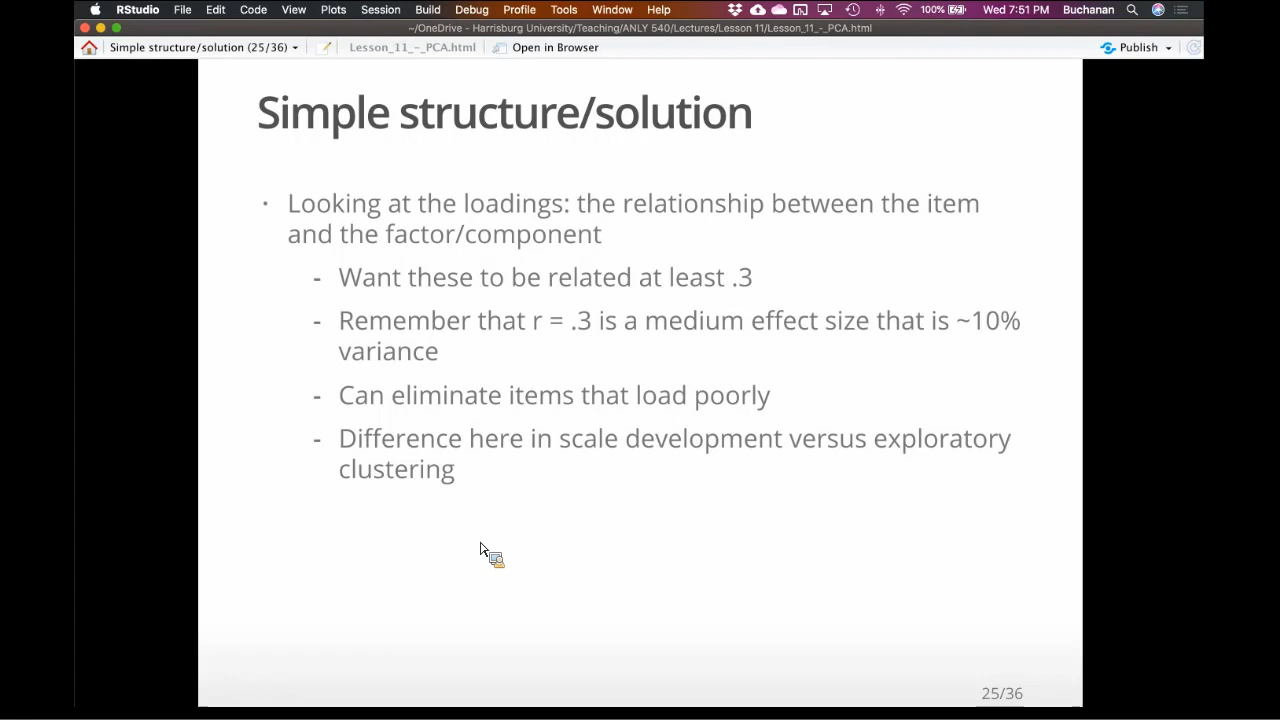 RStudio File Edit Code View Plots Session Build Debug Profile Tools Window Help 100% Wed 7:51 PM Buchanan
~/OneDrive - Harrisburg University/Teaching/ANLY 540/Lectures/Lesson 11/Lesson_11_-_PCA.html
Simple structure/solution (25/36) Lesson_11_-_PCA.html Open in Browser Publish
Simple structure/solution
· Looking at the loadings: the relationship between the item
and the factor/component
- Want these to be related at least .3
- Remember that r = .3 is a medium effect size that is ~10%
variance
- Can eliminate items that load poorly
- Difference here in scale development versus exploratory
clustering
25/36